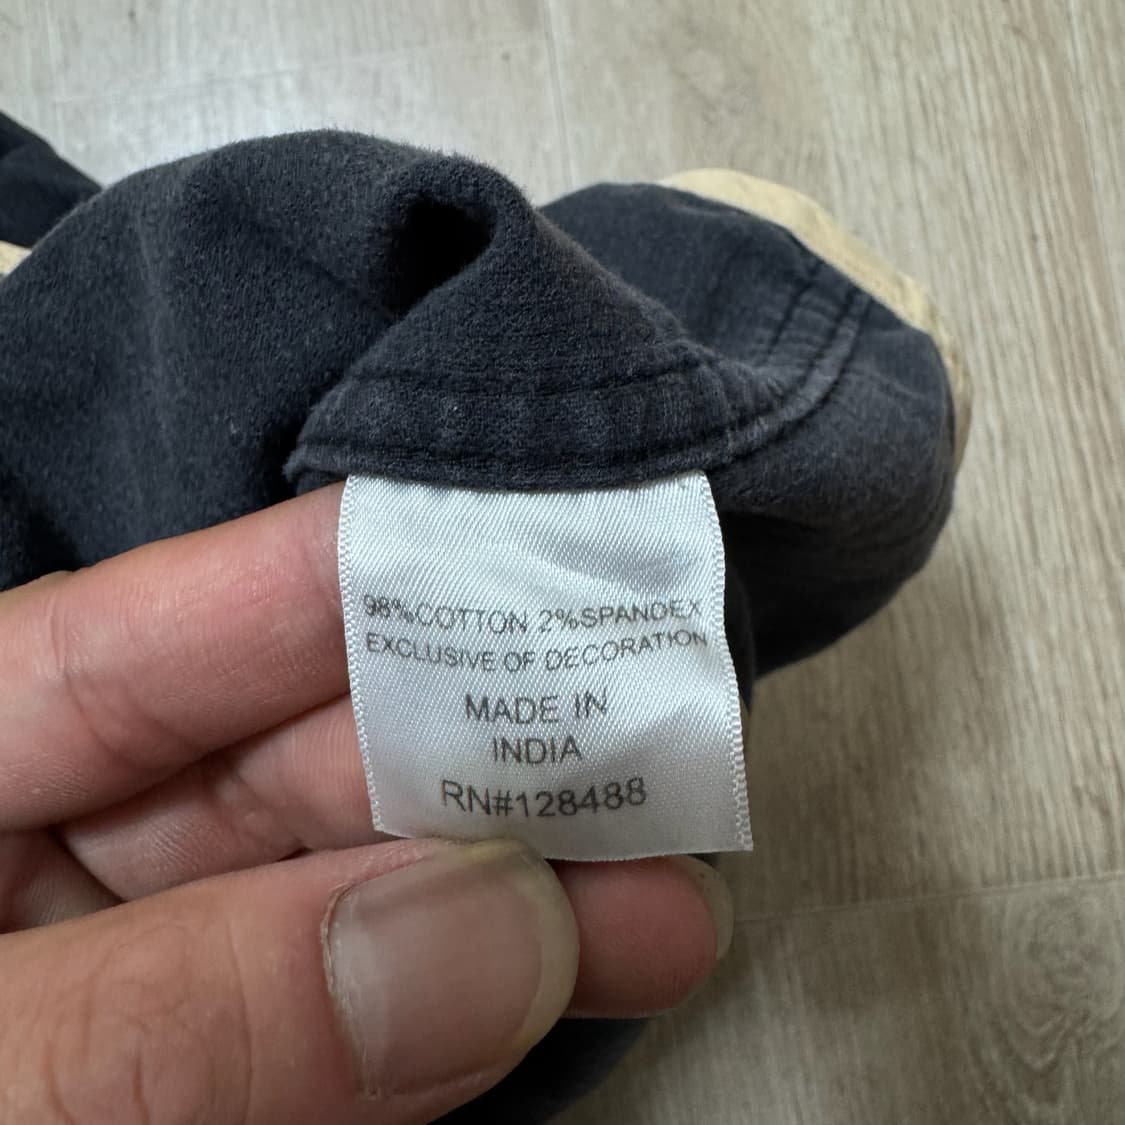 98%COTTON 2%SPANDEX
EXCLUSIVE OF DECORATION
MADE IN
INDIA
RN#128488